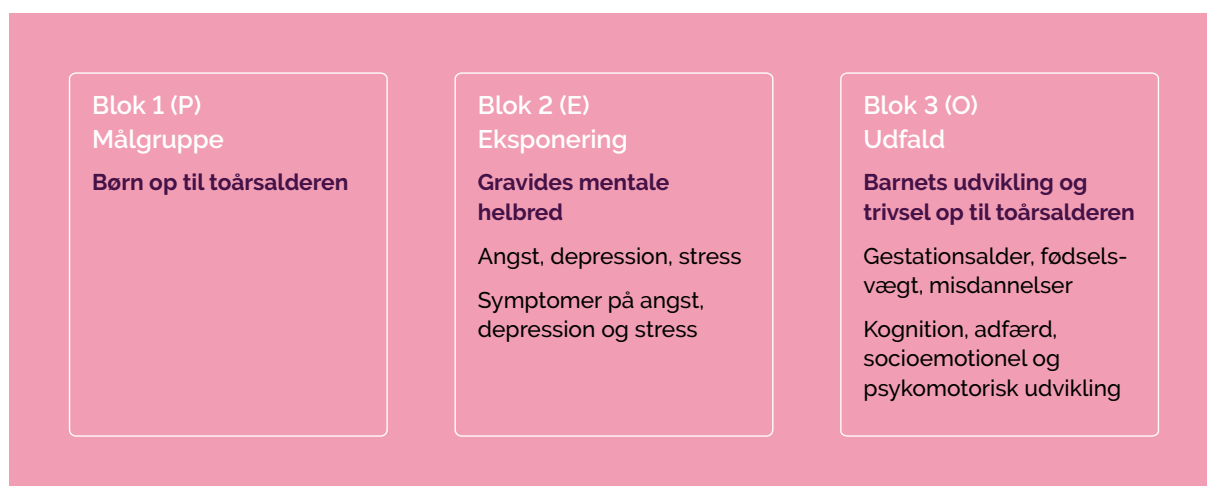 Blok 1 (P)
Målgruppe
Børn op til toårsalderen
Blok 2 (E)
Eksponering
Gravides mentale
helbred
Angst, depression, stress
Symptomer på angst,
depression og stress
Blok 3 (O)
Udfald
Barnets udvikling og
trivsel op til toårsalderen
Gestationsalder, fødsels-
vægt, misdannelser
Kognition, adfærd,
socioemotionel og
psykomotorisk udvikling